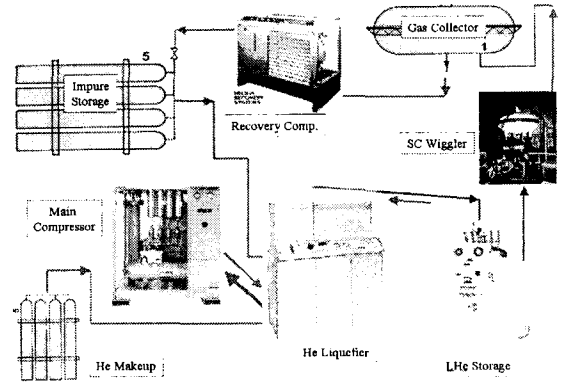 Gas Collector
1
5
Impure
Storage
Recovery Comp.
SC Wiggler
Main
Compressor
He Makeup
He Liquefier
LHe Storage